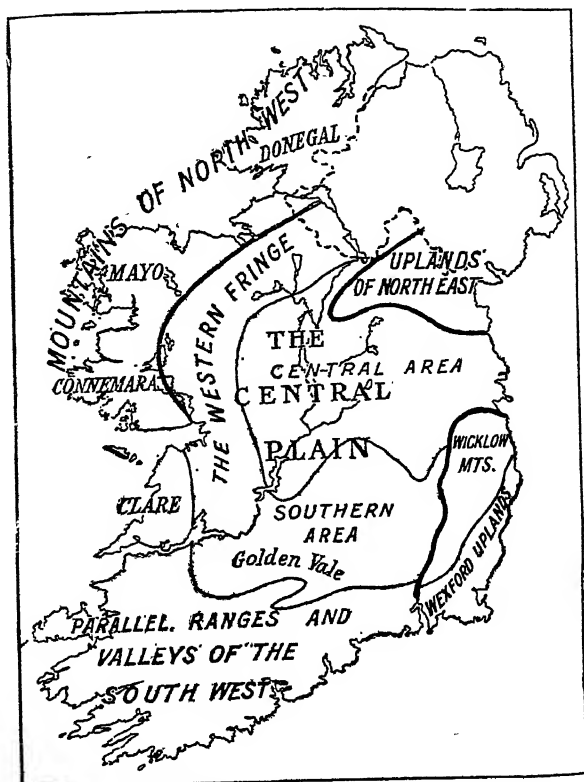 MOUNTAINS OF NORTH WEST
DONEGAL
MAYO
CONNEMARA
THE WESTERN FRINGE
UPLANDS
OF NORTH EAST
THE
CENTRAL AREA
CENTRAL
PLAIN
WICKLOW
MTS.
WEXFORD UPLANDS
CLARE
SOUTHERN
AREA
Golden Vale
PARALLEL RANGES AND
VALLEYS OF THE
SOUTH WEST